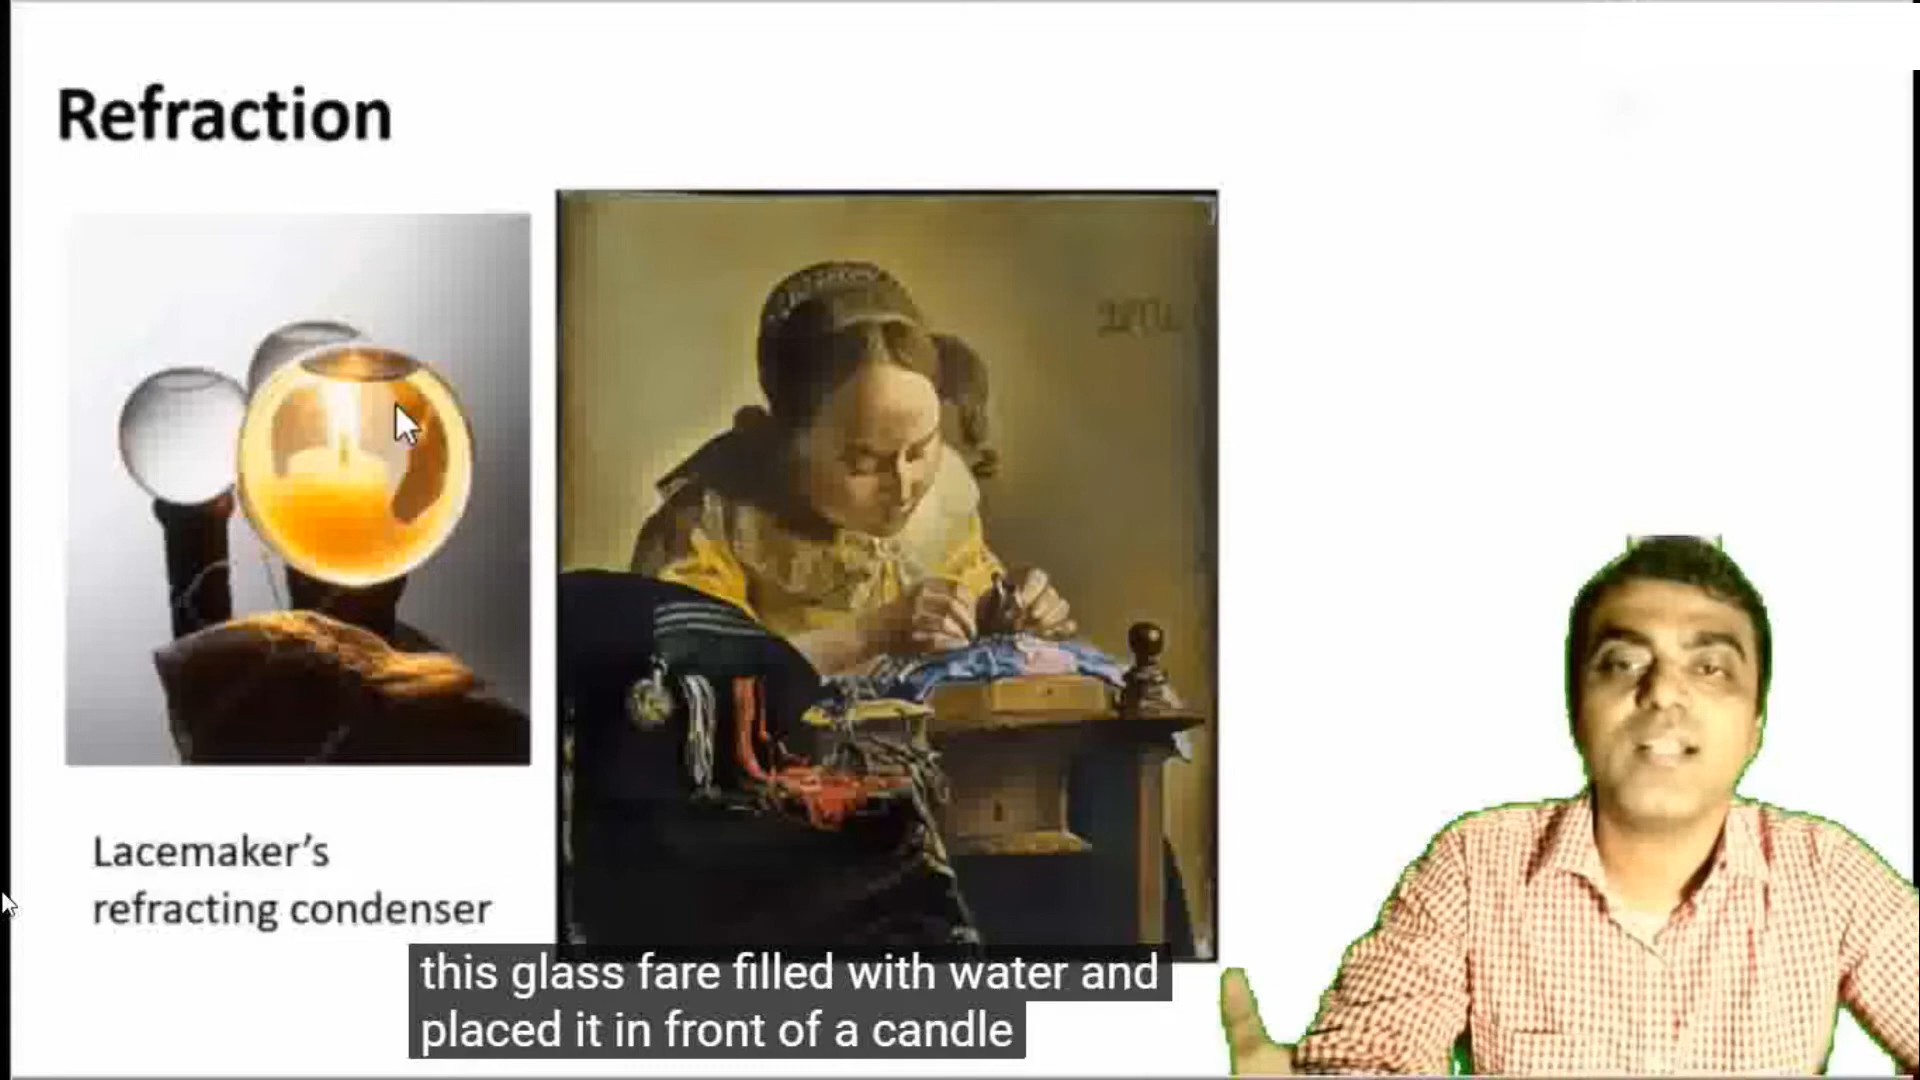 Refraction
Lacemaker's
refracting condenser
this glass fare filled with water and
placed it in front of a candle